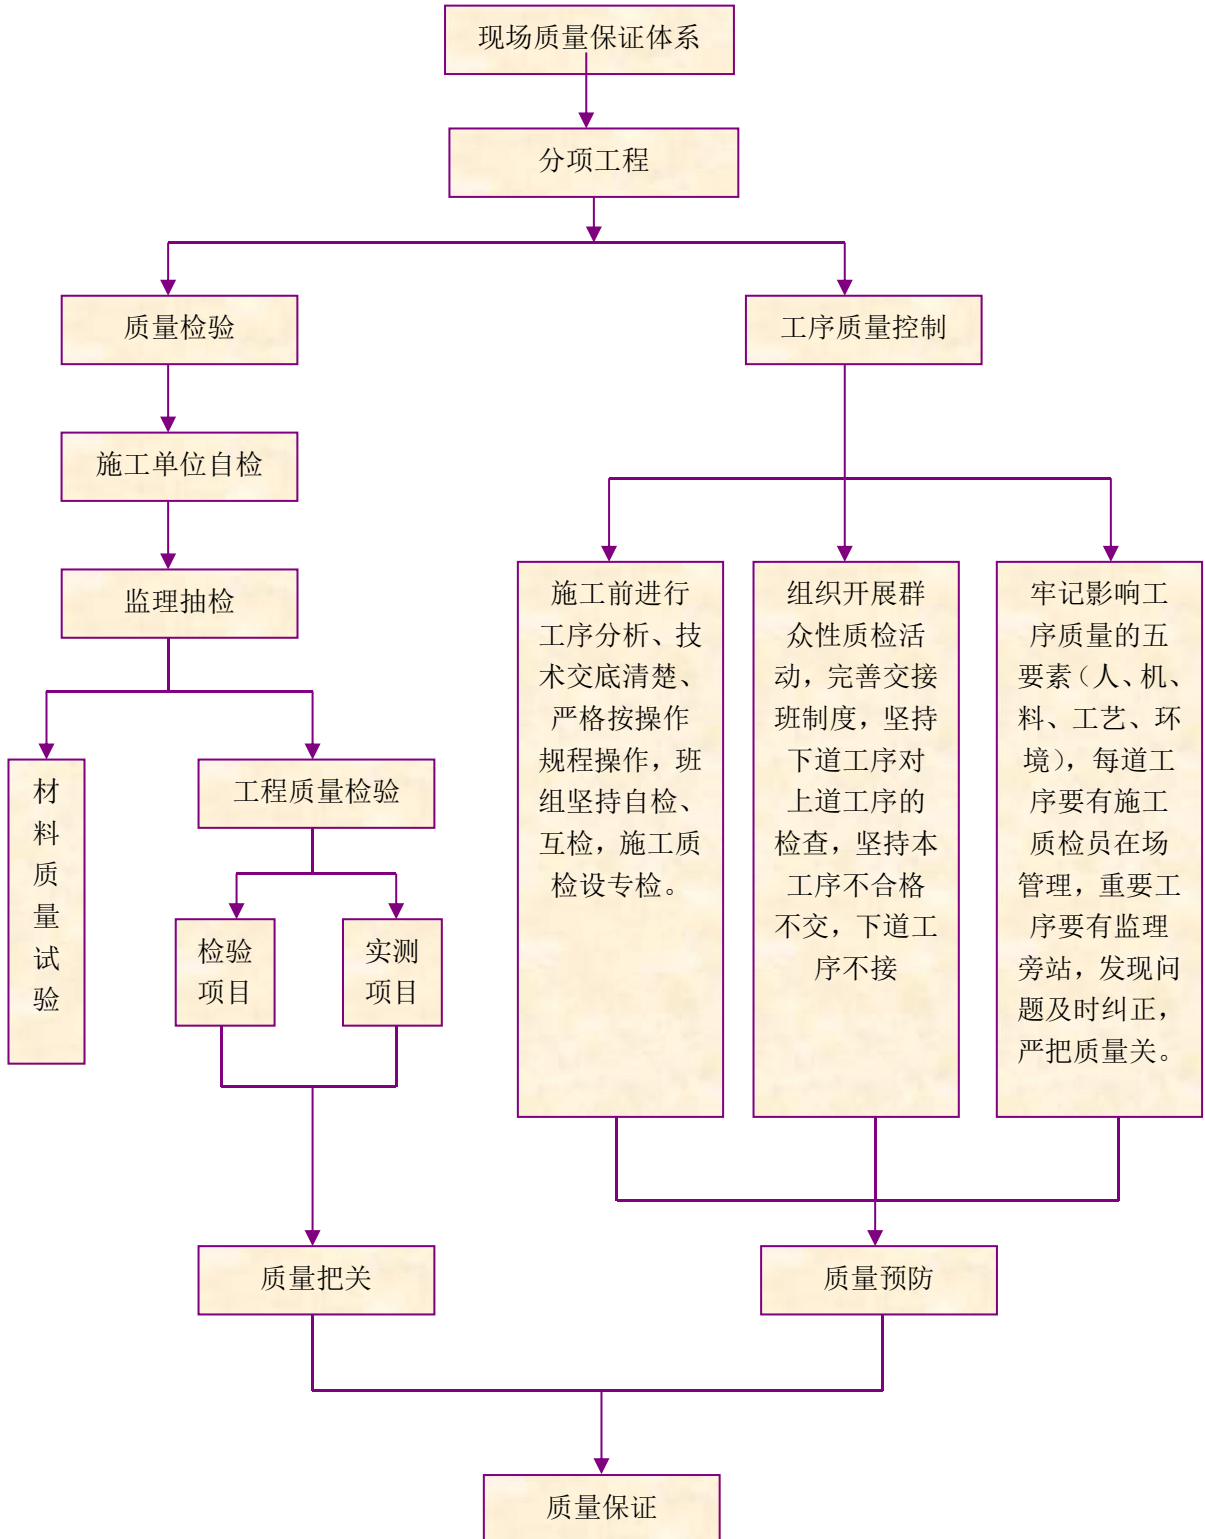 现场质量保证体系
分项工程
质量检验
工序质量控制
施工单位自检
监理抽检
施工前进行
工序分析、技
术交底清楚、
严格按操作
规程操作，班
组坚持自检、
互检，施工质
检设专检。
组织开展群
众性质检活
动，完善交接
班制度，坚持
下道工序对
上道工序的
检查，坚持本
工序不合格
不交，下道工
序不接
牢记影响工
序质量的五
要素（人、机、
料、工艺、环
境），每道工
序要有施工
质检员在场
管理，重要工
序要有监理
旁站，发现问
题及时纠正，
严把质量关。
材
料
质
量
试
验
工程质量检验
检验
项目
实测
项目
质量把关
质量预防
质量保证